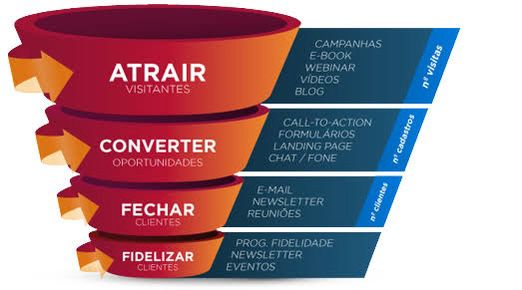 ATRAIR
VISITANTES
CAMPANHAS
E-BOOK
WEBINAR
VÍDEOS
BLOG
nº visitas
CONVERTER
OPORTUNIDADES
CALL-TO-ACTION
FORMULÁRIOS
LANDING PAGE
CHAT / FONE
nº cadastros
FECHAR
CLIENTES
E-MAIL
NEWSLETTER
REUNIÕES
nº clientes
FIDELIZAR
CLIENTES
PROG. FIDELIDADE
NEWSLETTER
EVENTOS